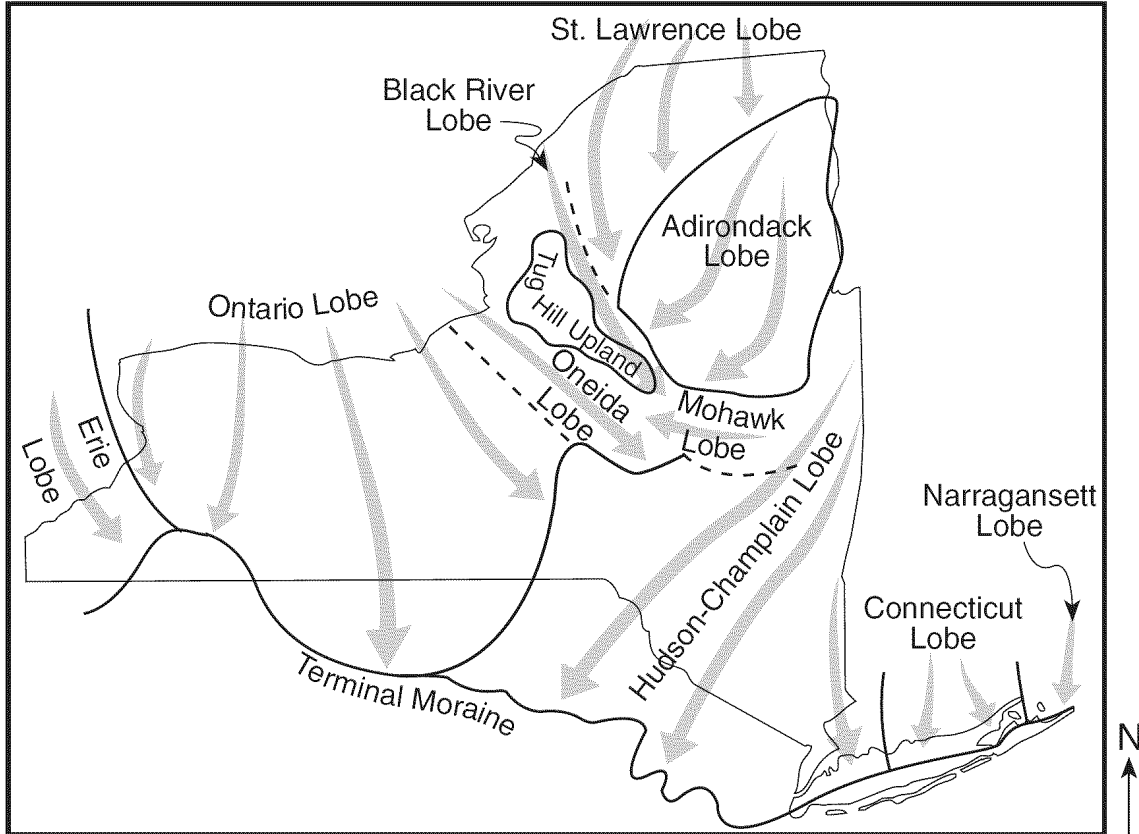 St. Lawrence Lobe
Black River
Lobe
Adirondack
Lobe
Tug
Hill Upland
Ontario Lobe
Oneida
Lobe
Mohawk
Lobe
Erie
Lobe
Hudson-Champlain Lobe
Narragansett
Lobe
Connecticut
Lobe
Terminal Moraine
N